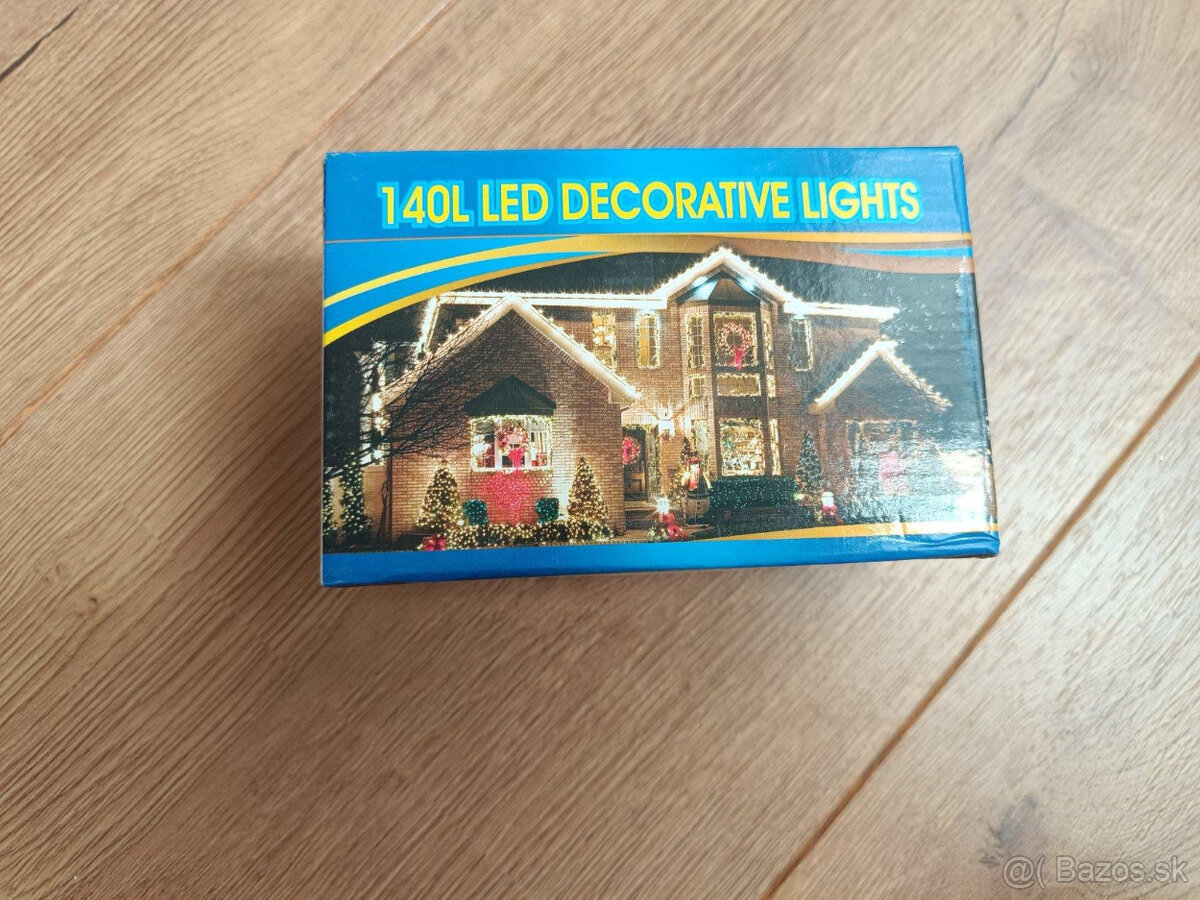 140L LED DECORATIVE LIGHTS
@( Bazos.sk